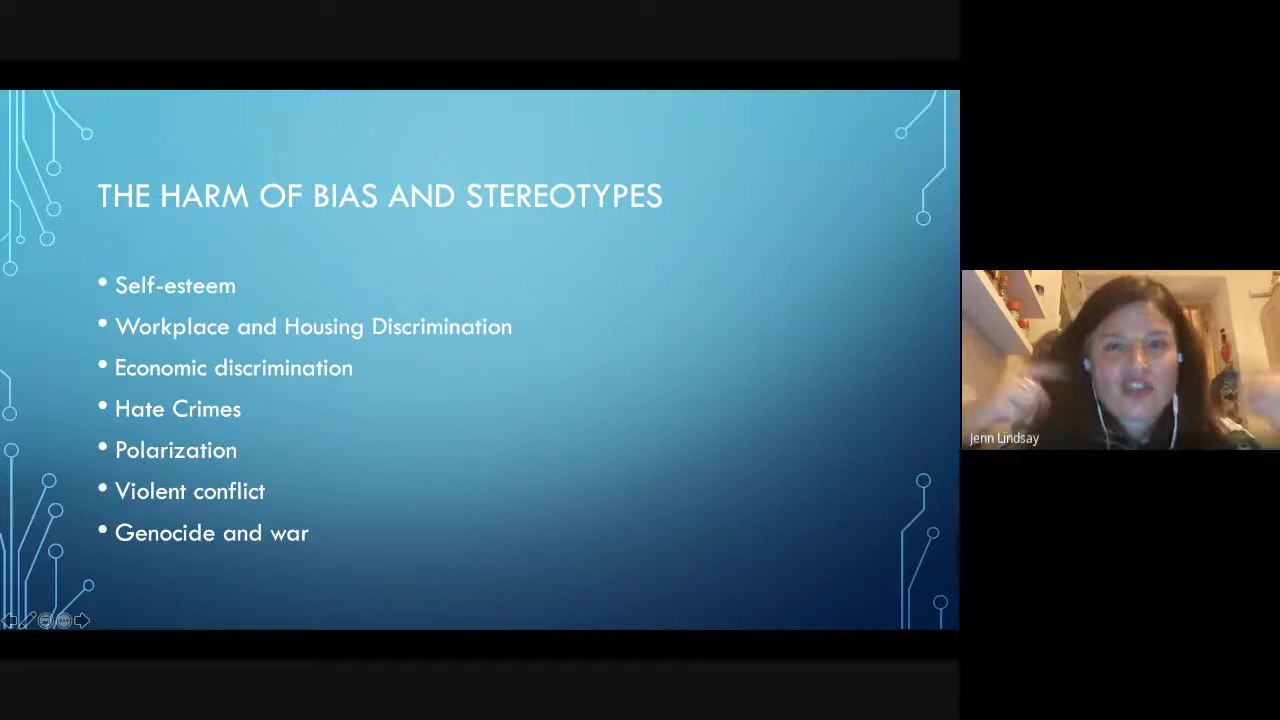 THE HARM OF BIAS AND STEREOTYPES
• Self-esteem
• Workplace and Housing Discrimination
• Economic discrimination
• Hate Crimes
• Polarization
• Violent conflict
• Genocide and war
Jenn Lindsay